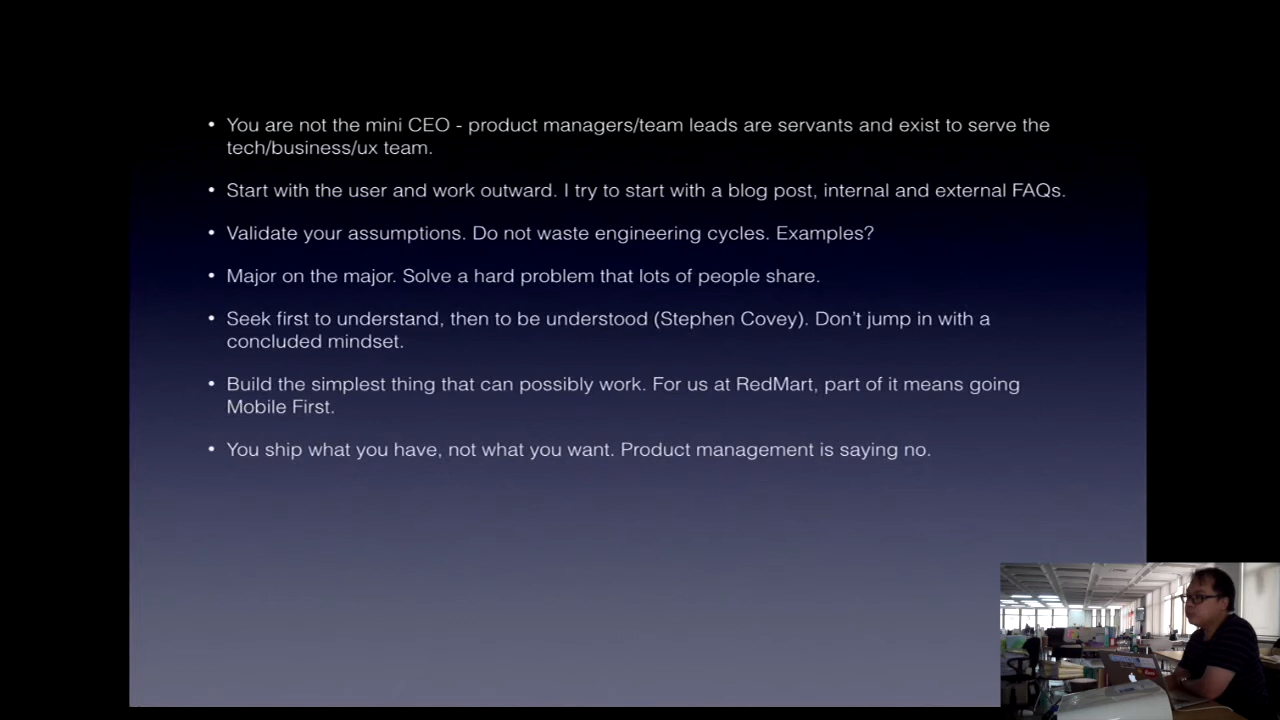 • You are not the mini CEO - product managers/team leads are servants and exist to serve the
tech/business/ux team.
• Start with the user and work outward. I try to start with a blog post, internal and external FAQs.
• Validate your assumptions. Do not waste engineering cycles. Examples?
• Major on the major. Solve a hard problem that lots of people share.
• Seek first to understand, then to be understood (Stephen Covey). Don’t jump in with a
concluded mindset.
• Build the simplest thing that can possibly work. For us at RedMart, part of it means going
Mobile First.
• You ship what you have, not what you want. Product management is saying no.